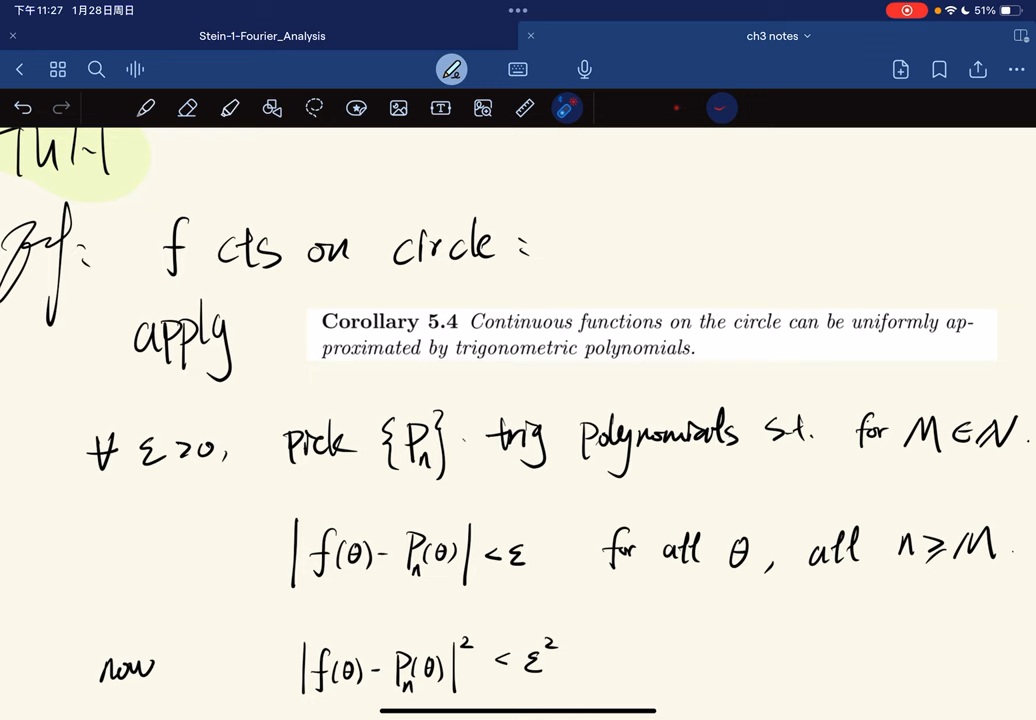 下午11:27 1月28日周日
51%
Stein-1-Fourier_Analysis
ch3 notes
Pf: f cts on circle:
apply
Corollary 5.4 Continuous functions on the circle can be uniformly ap-
proximated by trigonometric polynomials.
∀ ε>0, pick {Pn} trig polynomials s.t. for M∈ℕ.
|f(θ) - Pn(θ)| < ε for all θ, all n ≥ M.
now |f(θ) - Pn(θ)|² < ε²